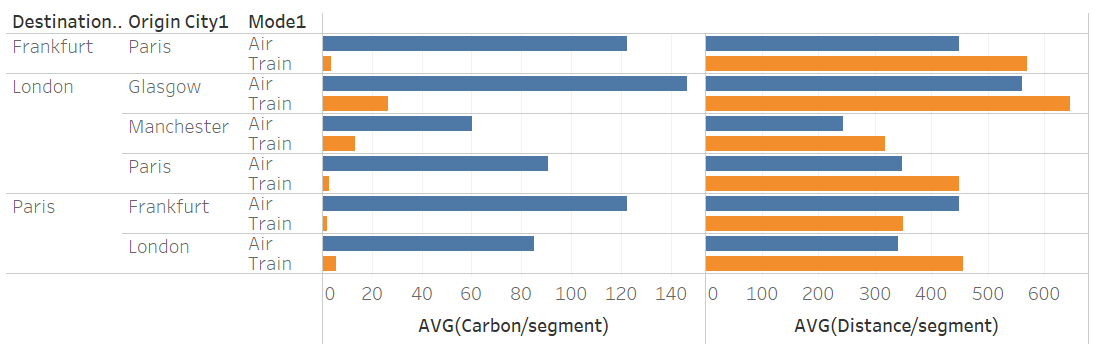 Destination.. Origin City1 Mode1
Frankfurt Paris Air
Train
London Glasgow Air
Train
Manchester Air
Train
Paris Air
Train
Paris Frankfurt Air
Train
London Air
Train
0 20 40 60 80 100 120 140 0 100 200 300 400 500 600
AVG(Carbon/segment) AVG(Distance/segment)